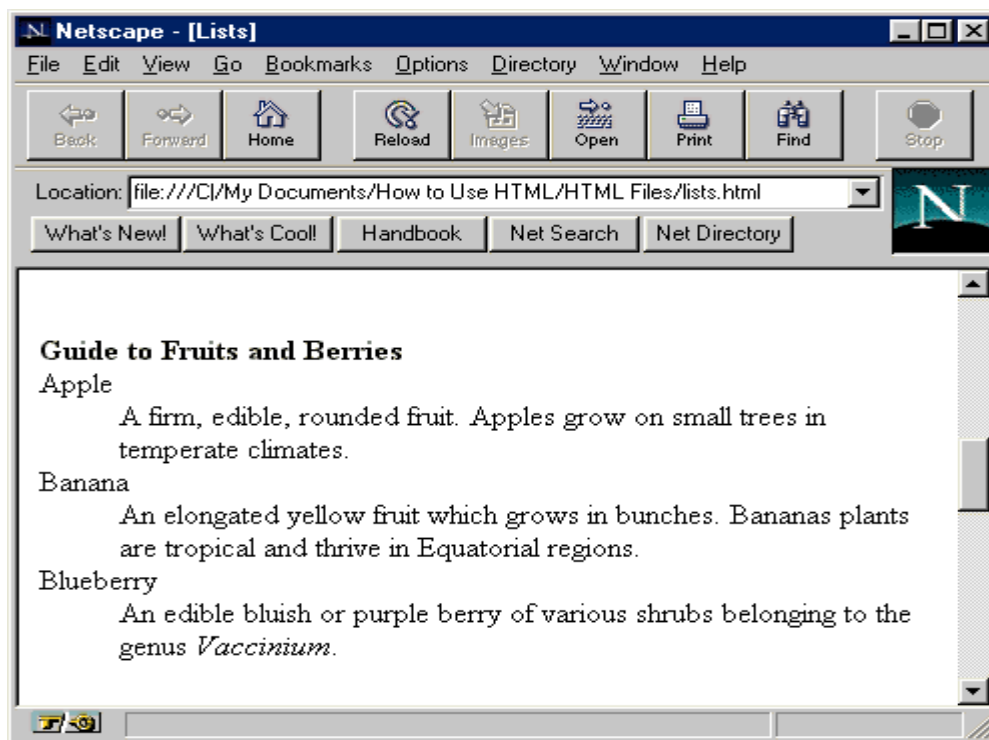 Netscape - [Lists]
File Edit View Go Bookmarks Options Directory Window Help
Back Forward Home Reload Images Open Print Find Stop
Location: file:///C|/My Documents/How to Use HTML/HTML Files/lists.html
N
What's New! What's Cool! Handbook Net Search Net Directory
Guide to Fruits and Berries
Apple
A firm, edible, rounded fruit. Apples grow on small trees in
temperate climates.
Banana
An elongated yellow fruit which grows in bunches. Bananas plants
are tropical and thrive in Equatorial regions.
Blueberry
An edible bluish or purple berry of various shrubs belonging to the
genus Vaccinium.